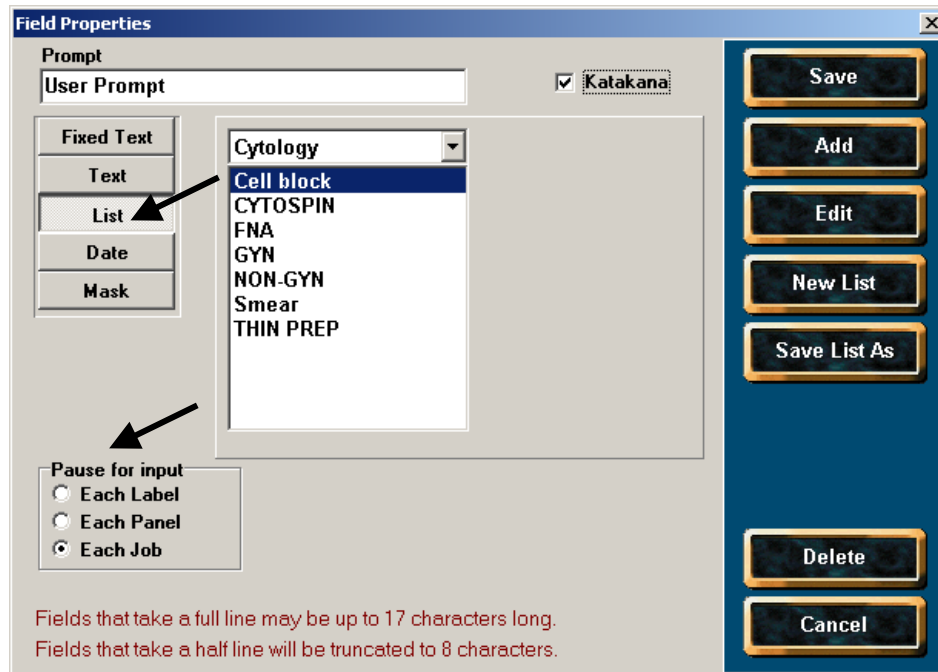 Field Properties
Prompt
User Prompt
Katakana
Fixed Text
Text
List
Date
Mask
Cytology
Cell block
CYTOSPIN
FNA
GYN
NON-GYN
Smear
THIN PREP
Pause for input
Each Label
Each Panel
Each Job
Fields that take a full line may be up to 17 characters long.
Fields that take a half line will be truncated to 8 characters.
Save
Add
Edit
New List
Save List As
Delete
Cancel